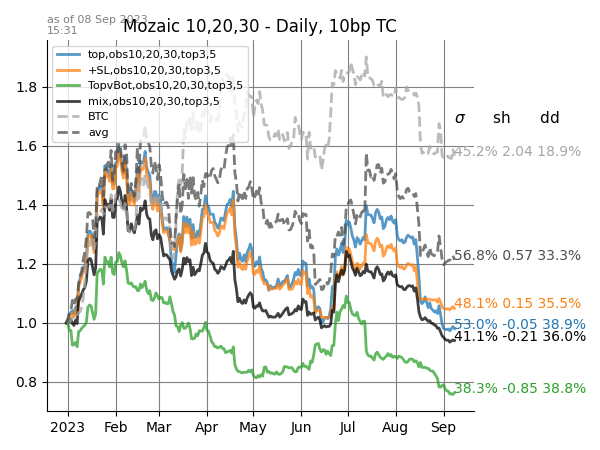 as of 08 Sep 2023
15:31
Mozaic 10,20,30 - Daily, 10bp TC
top,obs10,20,30,top3,5
+SL,obs10,20,30,top3,5
TopvBot,obs10,20,30,top3,5
mix,obs10,20,30,top3,5
BTC
avg
σ sh dd
45.2% 2.04 18.9%
56.8% 0.57 33.3%
48.1% 0.15 35.5%
53.0% -0.05 38.9%
41.1% -0.21 36.0%
38.3% -0.85 38.8%
1.8
1.6
1.4
1.2
1.0
0.8
2023 Feb Mar Apr May Jun Jul Aug Sep